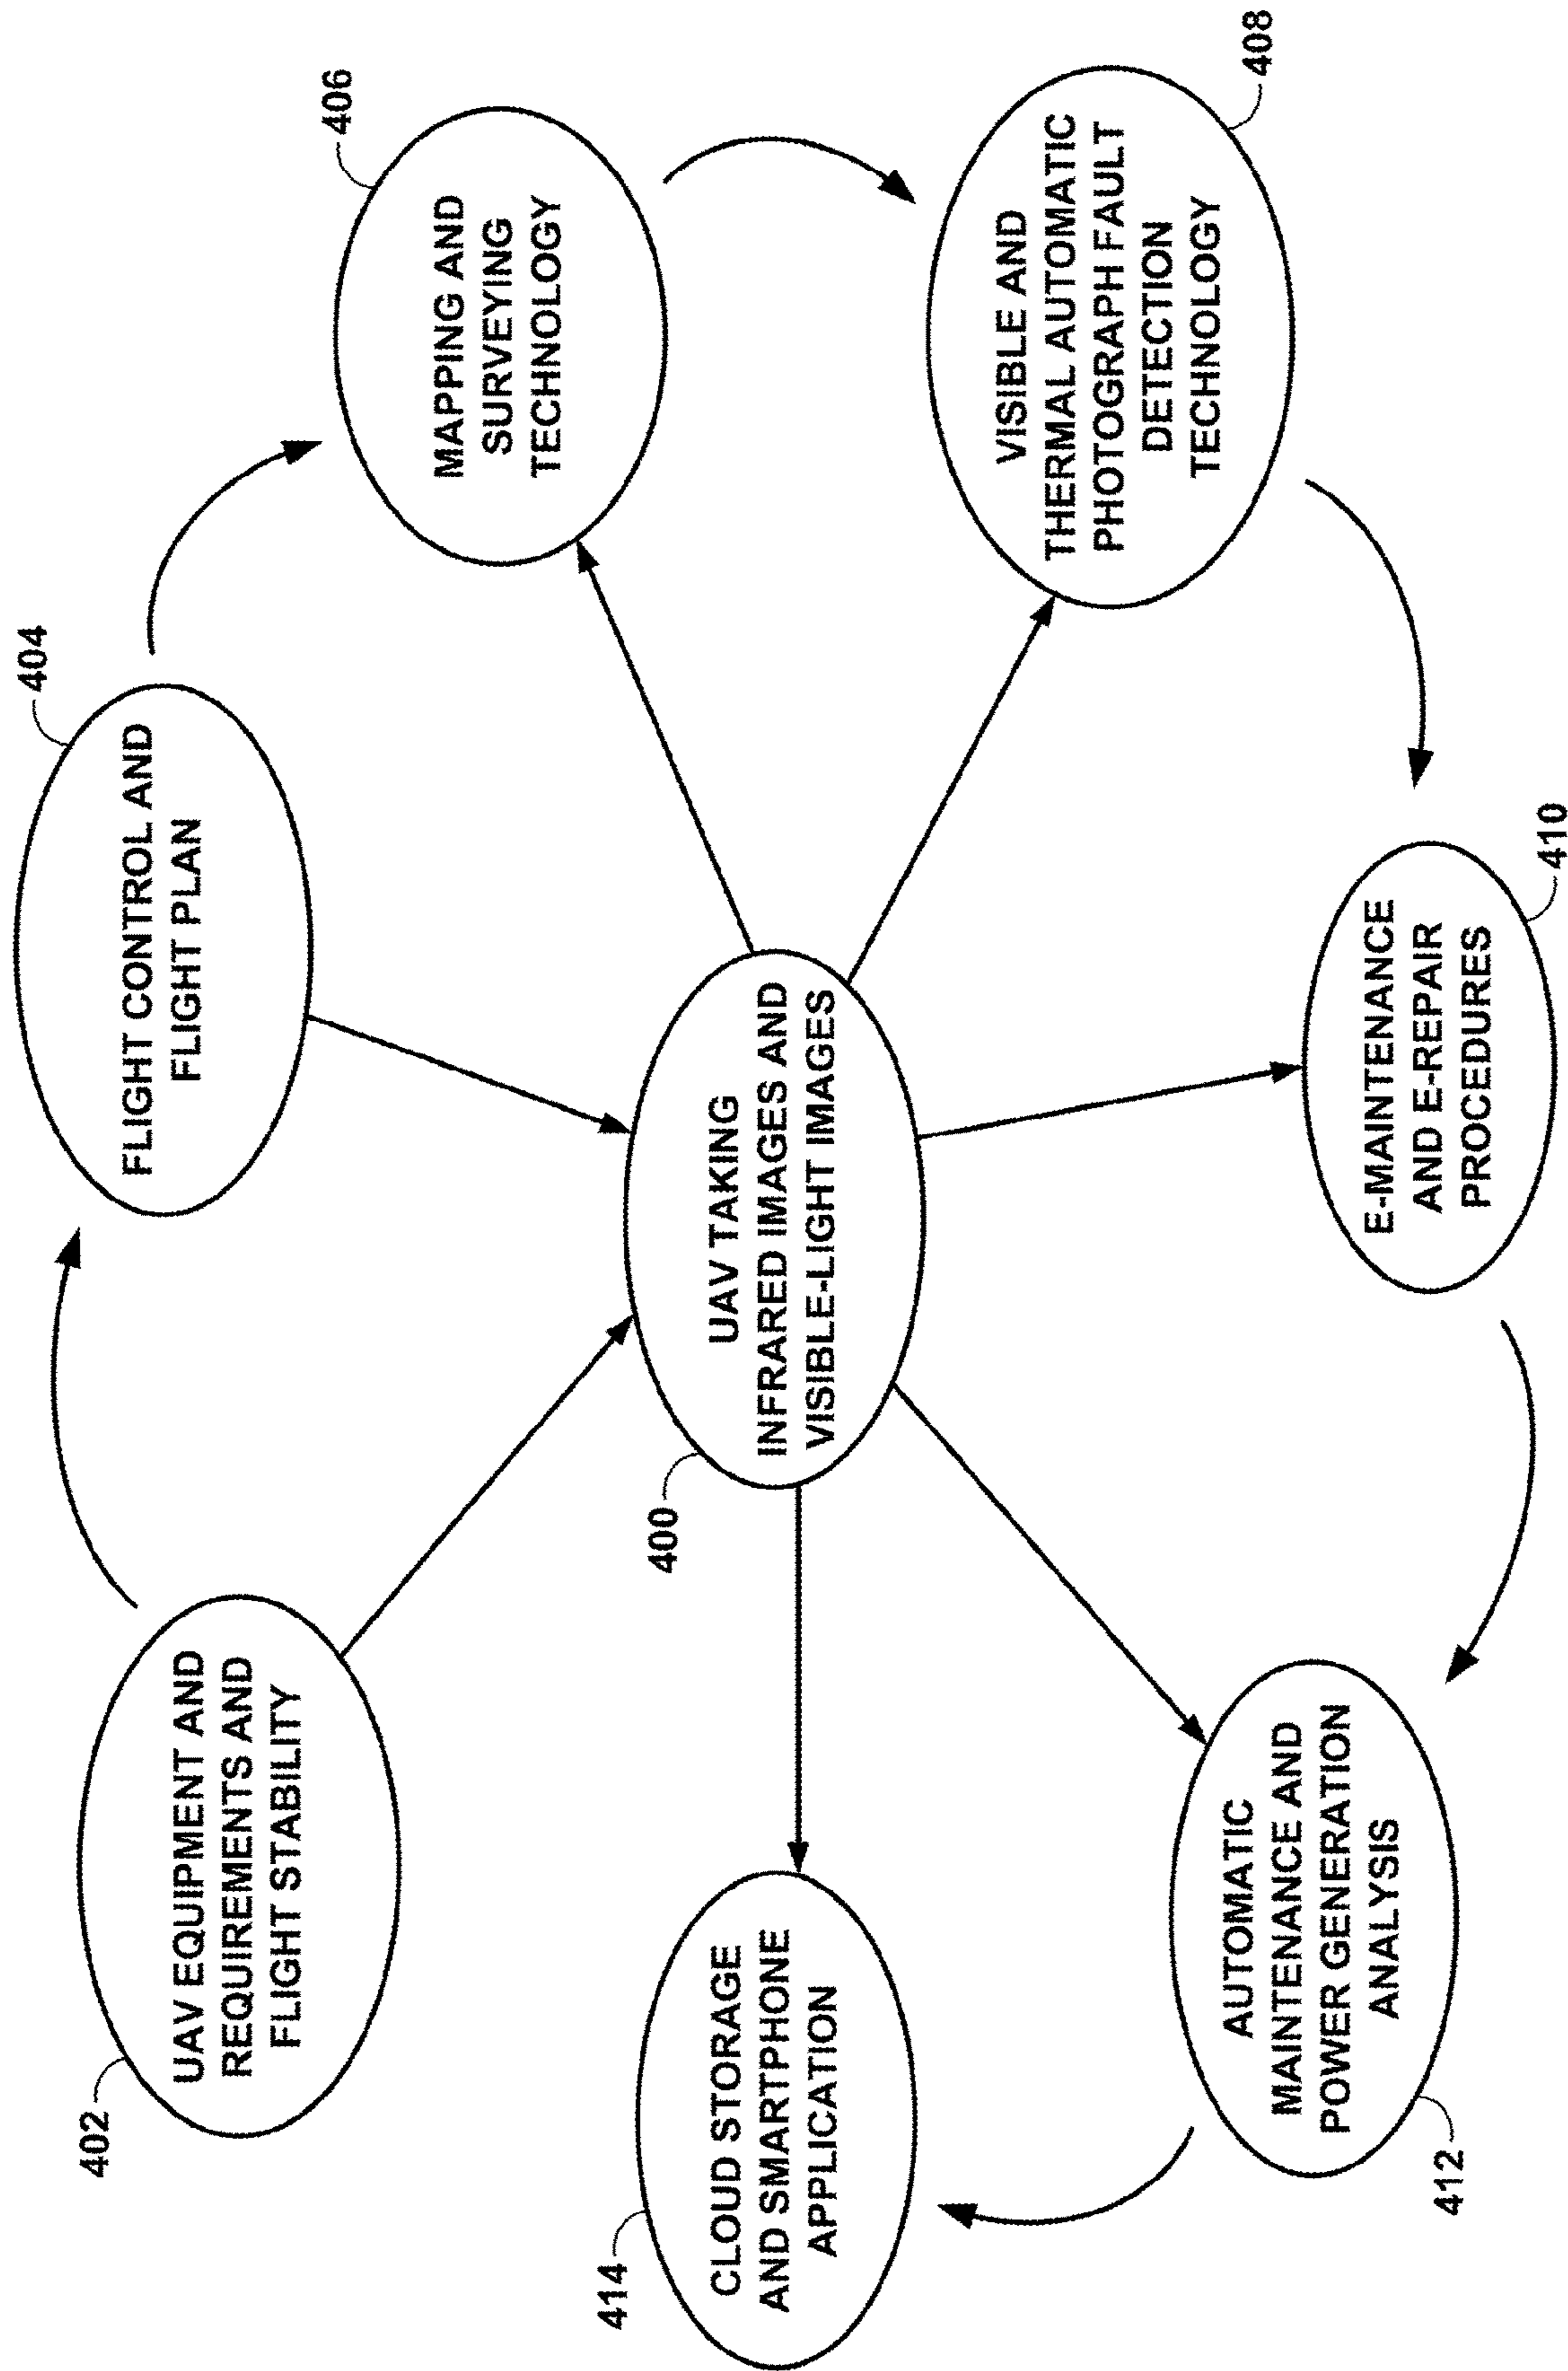 402
UAV EQUIPMENT AND
REQUIREMENTS AND
FLIGHT STABILITY
404
FLIGHT CONTROL AND
FLIGHT PLAN
406
MAPPING AND
SURVEYING
TECHNOLOGY
400
UAV TAKING
INFRARED IMAGES AND
VISIBLE-LIGHT IMAGES
414
CLOUD STORAGE
AND SMARTPHONE
APPLICATION
408
VISIBLE AND
THERMAL AUTOMATIC
PHOTOGRAPH FAULT
DETECTION
TECHNOLOGY
412
AUTOMATIC
MAINTENANCE AND
POWER GENERATION
ANALYSIS
410
E-MAINTENANCE
AND E-REPAIR
PROCEDURES